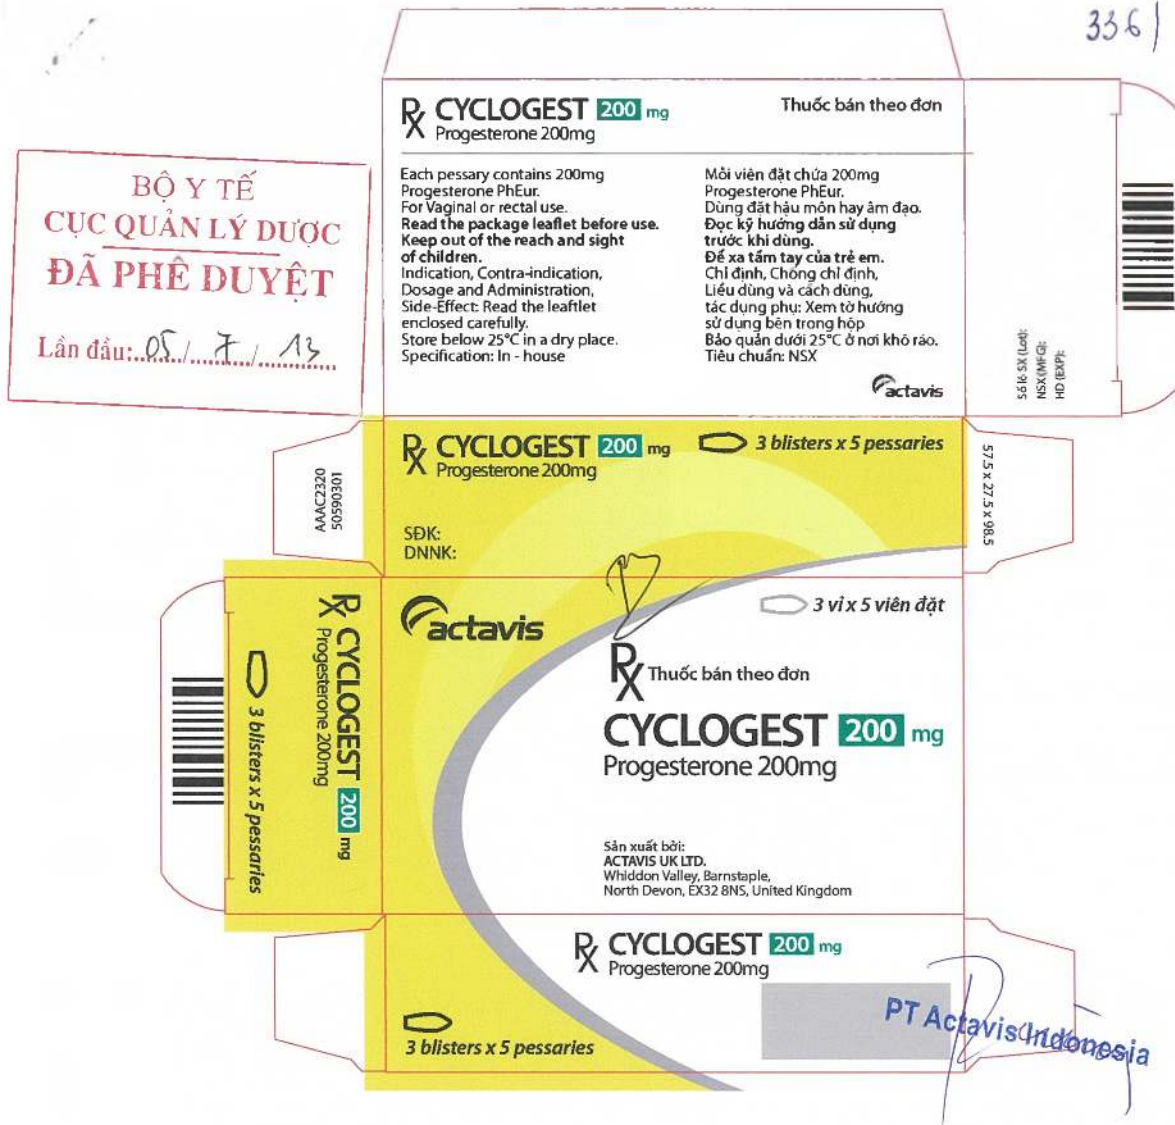 3361
BỘ Y TẾ
CỤC QUẢN LÝ DƯỢC
ĐÃ PHÊ DUYỆT
Lần đầu: 05 / 7 / 13
Rx CYCLOGEST 200 mg
Progesterone 200mg
Thuốc bán theo đơn
Each pessary contains 200mg
Progesterone PhEur.
For Vaginal or rectal use.
Read the package leaflet before use.
Keep out of the reach and sight
of children.
Indication, Contra-indication,
Dosage and Administration,
Side-Effect: Read the leaftlet
enclosed carefully.
Store below 25°C in a dry place.
Specification: In - house
Mỗi viên đặt chứa 200mg
Progesterone PhEur.
Dùng đặt hậu môn hay âm đạo.
Đọc kỹ hướng dẫn sử dụng
trước khi dùng.
Để xa tầm tay của trẻ em.
Chỉ định, Chống chỉ định,
Liều dùng và cách dùng,
tác dụng phụ: Xem tờ hướng
sử dụng bên trong hộp
Bảo quản dưới 25°C ở nơi khô ráo.
Tiêu chuẩn: NSX
actavis
Số lô SX (Lot):
NSX (MFG):
HD (EXP):
Rx CYCLOGEST 200 mg
Progesterone 200mg
3 blisters x 5 pessaries
SĐK:
DNNK:
AAAC2320
50590301
57.5 x 27.5 x 98.5
Rx CYCLOGEST 200 mg
Progesterone 200mg
3 blisters x 5 pessaries
actavis
3 vỉ x 5 viên đặt
Rx Thuốc bán theo đơn
CYCLOGEST 200 mg
Progesterone 200mg
Sản xuất bởi:
ACTAVIS UK LTD.
Whiddon Valley, Barnstaple,
North Devon, EX32 8NS, United Kingdom
Rx CYCLOGEST 200 mg
Progesterone 200mg
3 blisters x 5 pessaries
PT Actavis Indonesia